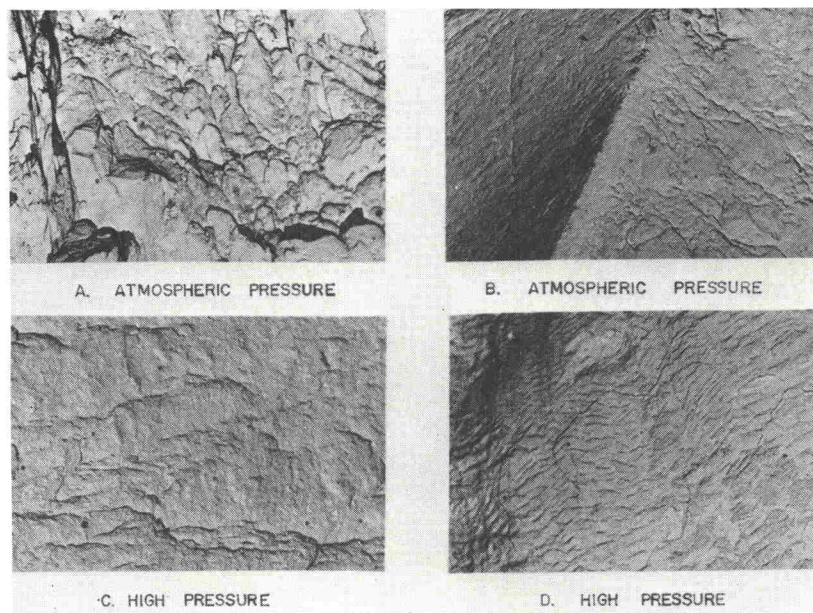 A. ATMOSPHERIC PRESSURE
B. ATMOSPHERIC PRESSURE
C. HIGH PRESSURE
D. HIGH PRESSURE